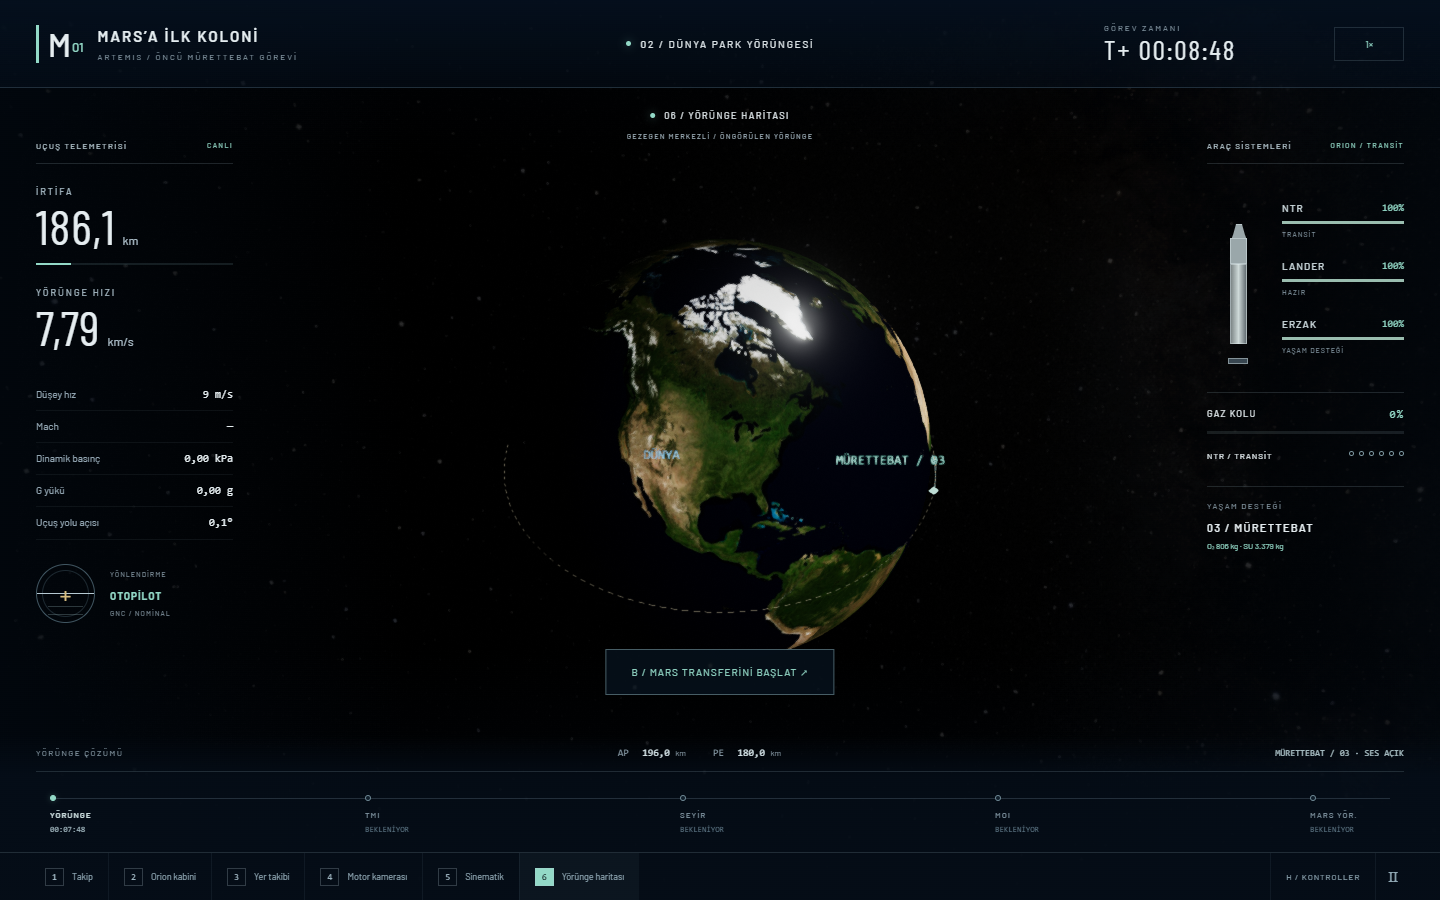 M01
MARS'A İLK KOLONİ
ARTEMIS / ÖNCÜ MÜRETTEBAT GÖREVİ
02 / DÜNYA PARK YÖRÜNGESİ
GÖREV ZAMANI
T+ 00:08:48
1×
06 / YÖRÜNGE HARİTASI
GEZEGEN MERKEZLİ / ÖNGÖRÜLEN YÖRÜNGE
UÇUŞ TELEMETRİSİ
CANLI
İRTİFA
186,1 km
YÖRÜNGE HIZI
7,79 km/s
Düşey hız 9 m/s
Mach —
Dinamik basınç 0,00 kPa
G yükü 0,00 g
Uçuş yolu açısı 0,1°
YÖNLENDİRME
OTOPİLOT
GNC / NOMİNAL
DÜNYA
MÜRETTEBAT / 03
B / MARS TRANSFERİNİ BAŞLAT ↗
ARAÇ SİSTEMLERİ
ORION / TRANSİT
NTR 100%
TRANSİT
LANDER 100%
HAZIR
ERZAK 100%
YAŞAM DESTEĞİ
GAZ KOLU 0%
NTR / TRANSİT
YAŞAM DESTEĞİ
03 / MÜRETTEBAT
O₂ 806 kg · SU 3.379 kg
YÖRÜNGE ÇÖZÜMÜ
AP 196,0 km PE 180,0 km
MÜRETTEBAT / 03 · SES AÇIK
YÖRÜNGE
00:07:48
TMI
BEKLENİYOR
SEYİR
BEKLENİYOR
MOI
BEKLENİYOR
MARS YÖR.
BEKLENİYOR
1 Takip
2 Orion kabini
3 Yer takibi
4 Motor kamerası
5 Sinematik
6 Yörünge haritası
H / KONTROLLER